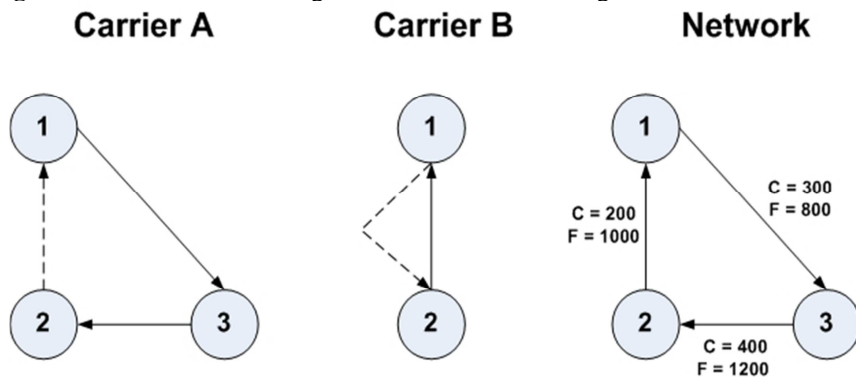 Carrier A
Carrier B
Network
1
3
2
1
2
1
3
2
C = 300
F = 800
C = 200
F = 1000
C = 400
F = 1200